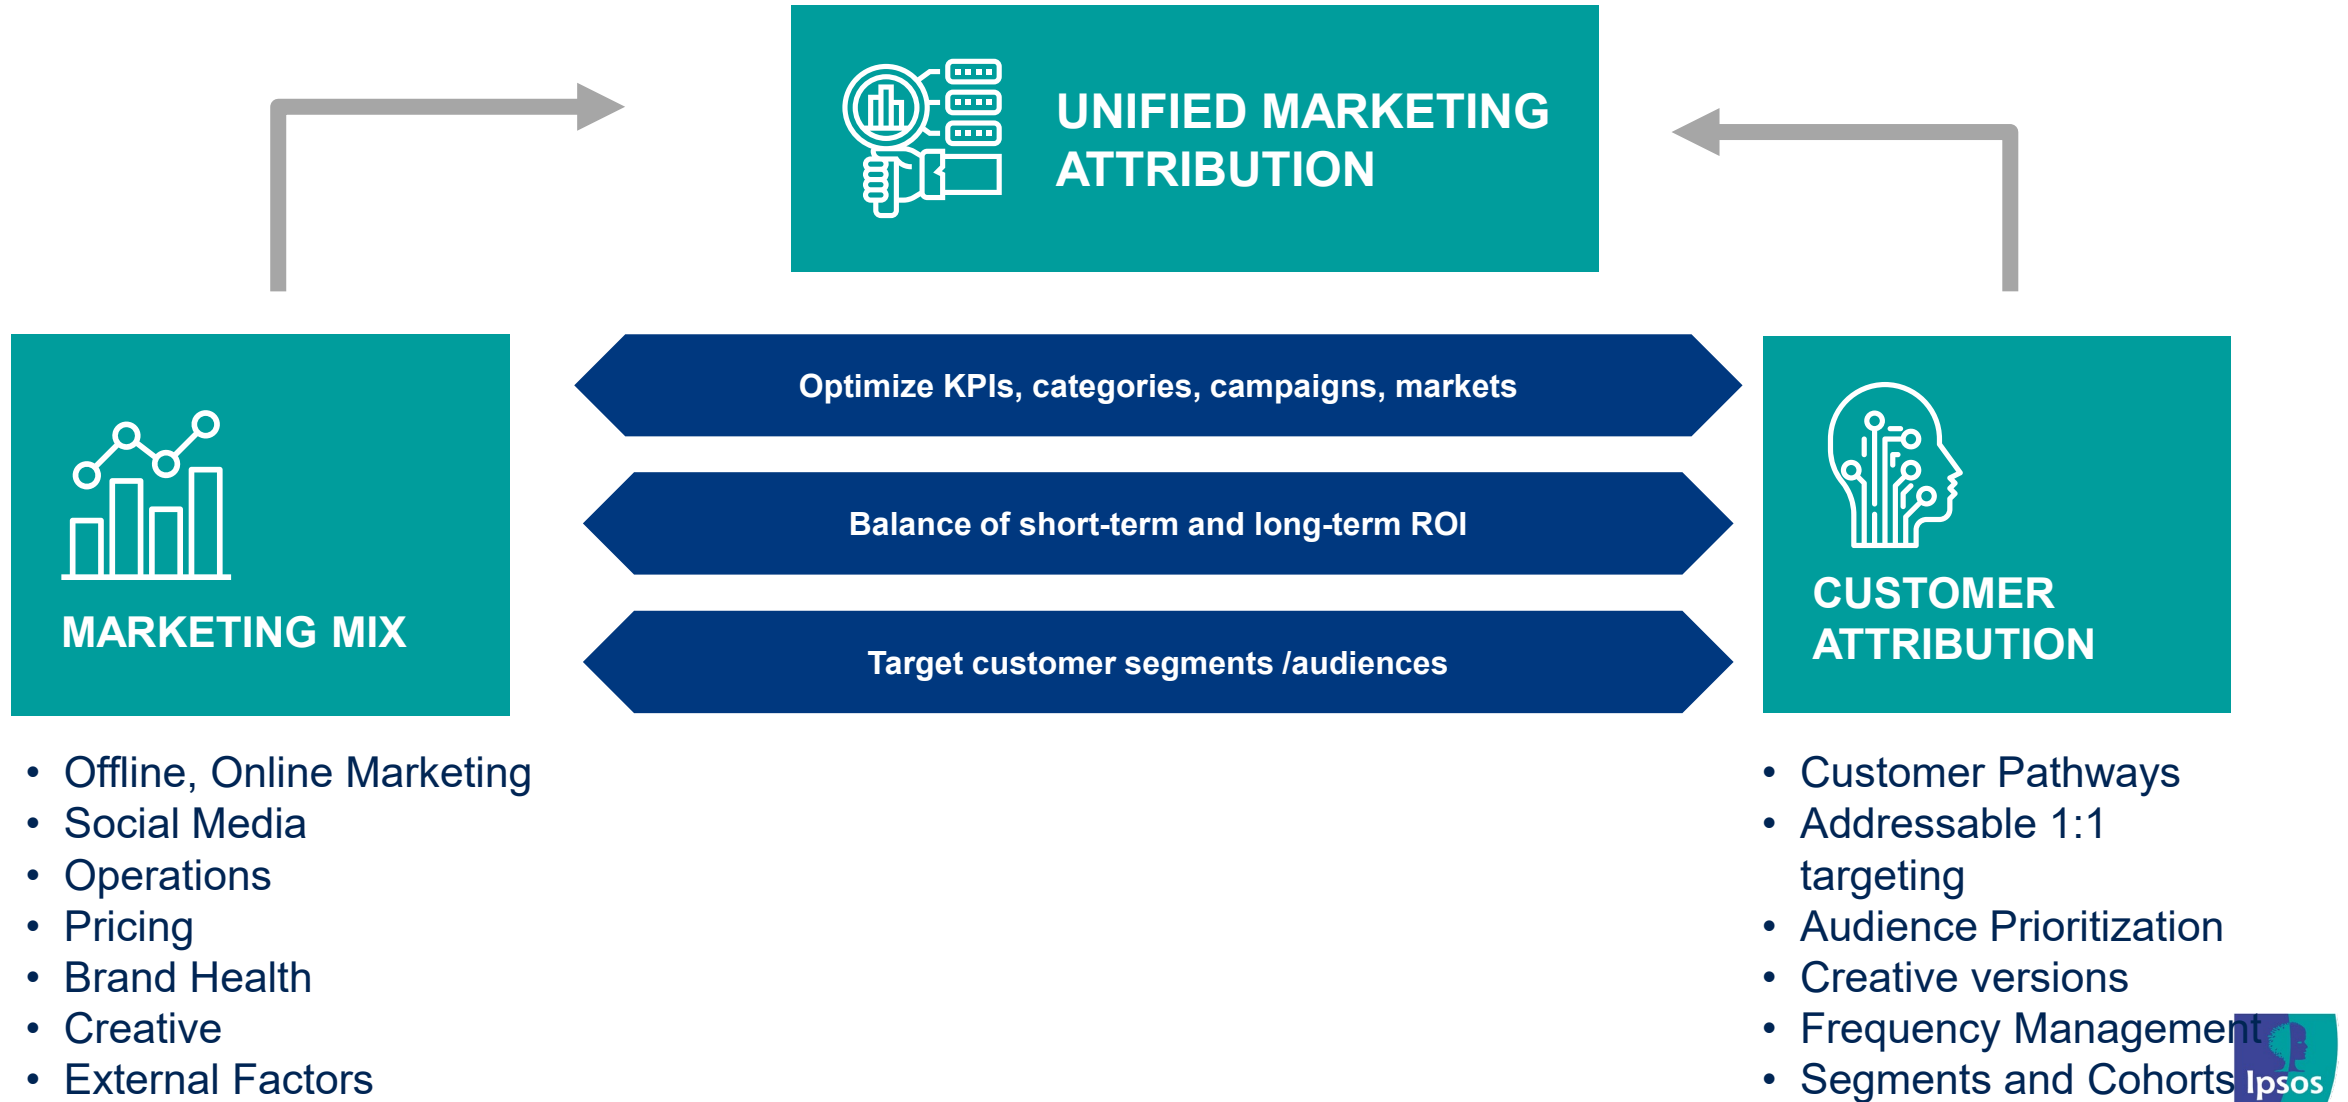 UNIFIED MARKETING
ATTRIBUTION
Optimize KPIs, categories, campaigns, markets
Balance of short-term and long-term ROI
Target customer segments /audiences
MARKETING MIX
CUSTOMER
ATTRIBUTION
• Offline, Online Marketing
• Social Media
• Operations
• Pricing
• Brand Health
• Creative
• External Factors
• Customer Pathways
• Addressable 1:1
targeting
• Audience Prioritization
• Creative versions
• Frequency Management
• Segments and Cohorts
Ipsos